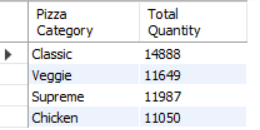 Pizza Category Total Quantity
Classic 14888
Veggie 11649
Supreme 11987
Chicken 11050